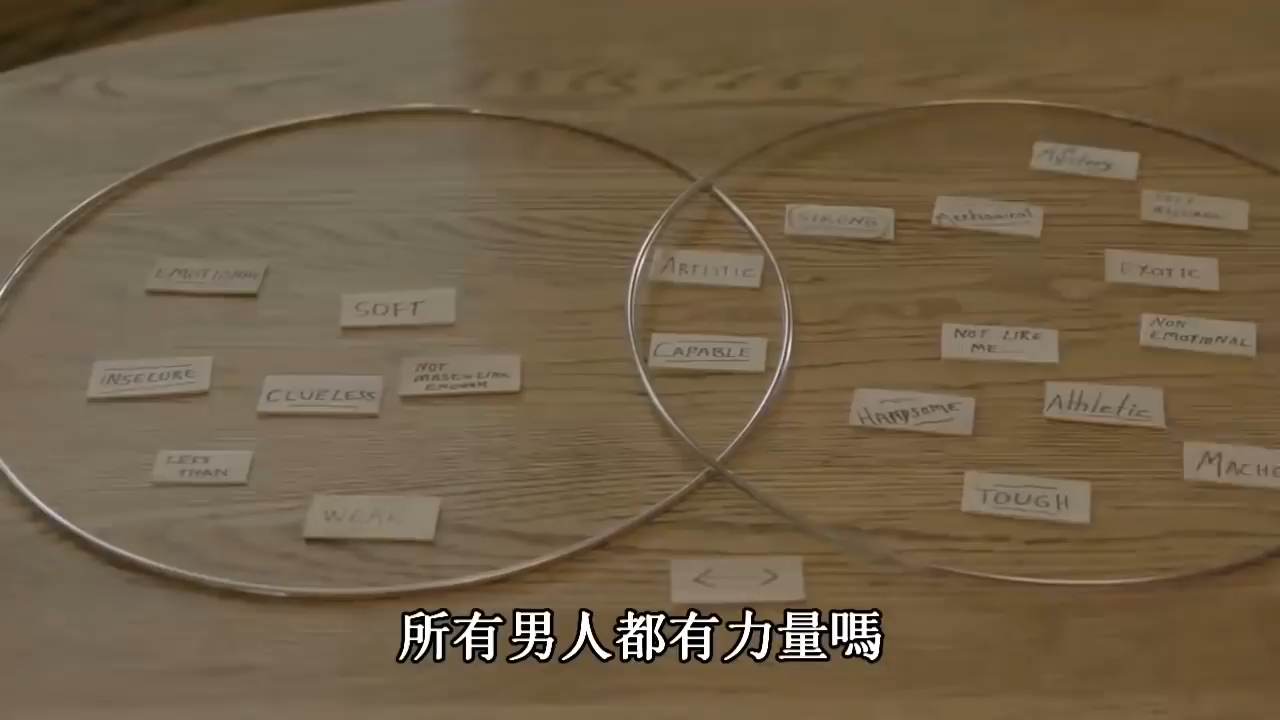 STRONG
Mechanical
EMOTIONAL
ARTISTIC
EXOTIC
SOFT
NOT LIKE
ME
NON
EMOTIONAL
INSECURE
CLUELESS
NOT
MASCULINE
ENOUGH
CAPABLE
HANDSOME
Athletic
LESS
THAN
WEAK
TOUGH
MACHO
所有男人都有力量嗎